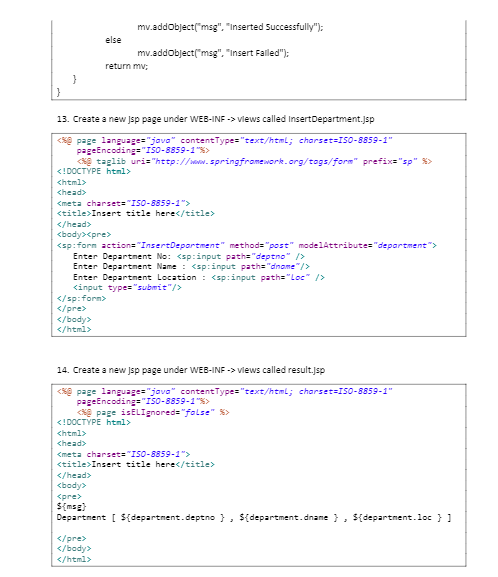 mv.addObject("msg", "Inserted Successfully");
else
mv.addObject("msg", "Insert Failed");
return mv;
}
}
13. Create a new jsp page under WEB-INF -> views called InsertDepartment.jsp
<%@ page language="java" contentType="text/html; charset=ISO-8859-1"
pageEncoding="ISO-8859-1"%>
<%@ taglib uri="http://www.springframework.org/tags/form" prefix="sp" %>
<!DOCTYPE html>
<html>
<head>
<meta charset="ISO-8859-1">
<title>Insert title here</title>
</head>
<body><pre>
<sp:form action="InsertDepartment" method="post" modelAttribute="department">
Enter Department No: <sp:input path="deptno" />
Enter Department Name : <sp:input path="dname"/>
Enter Department Location : <sp:input path="Loc" />
<input type="submit"/>
</sp:form>
</pre>
</body>
</html>
14. Create a new jsp page under WEB-INF -> views called result.jsp
<%@ page language="java" contentType="text/html; charset=ISO-8859-1"
pageEncoding="ISO-8859-1"%>
<%@ page isELIgnored="false" %>
<!DOCTYPE html>
<html>
<head>
<meta charset="ISO-8859-1">
<title>Insert title here</title>
</head>
<body>
<pre>
${msg}
Department [ ${department.deptno } , ${department.dname } , ${department.loc } ]
</pre>
</body>
</html>